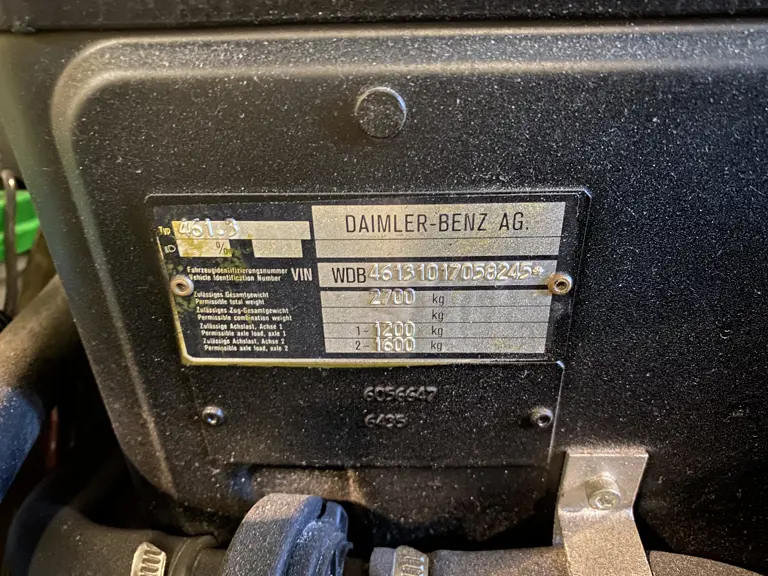 Typ 461.3
DAIMLER-BENZ AG.
%
Fahrzeugidentifizierungsnummer
Vehicle Identification Number
VIN
WDB46131017058245*
Zulässiges Gesamtgewicht
Permissible total weight
2700 kg
Zulässiges Zug-Gesamtgewicht
Permissible combination weight
kg
Zulässige Achslast, Achse 1
Permissible axle load, axle 1
1- 1200 kg
Zulässige Achslast, Achse 2
Permissible axle load, axle 2
2- 1600 kg
6056647
6495